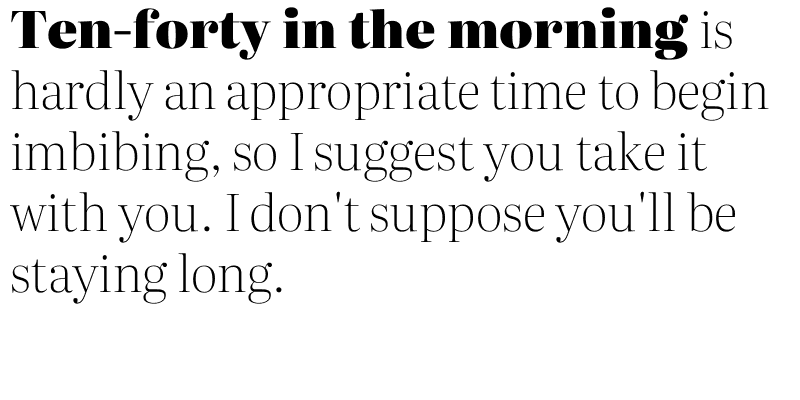 Ten-forty in the morning is
hardly an appropriate time to begin
imbibing, so I suggest you take it
with you. I don't suppose you'll be
staying long.